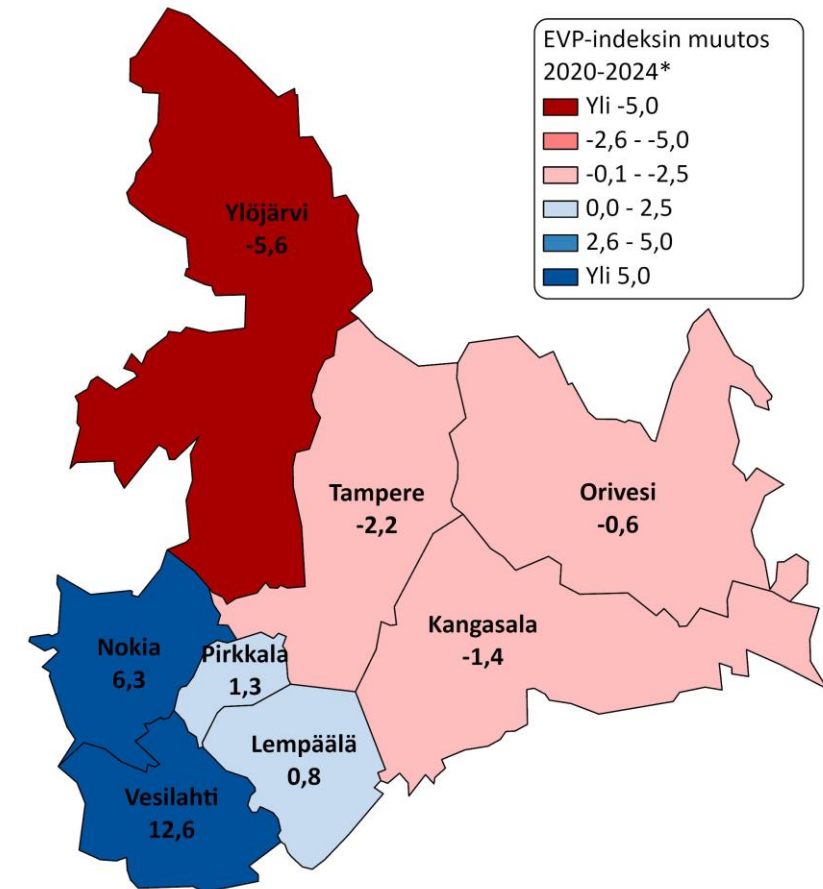 EVP-indeksin muutos
2020-2024*
Yli -5,0
-2,6 - -5,0
-0,1 - -2,5
0,0 - 2,5
2,6 - 5,0
Yli 5,0
Ylöjärvi
-5,6
Tampere
-2,2
Orivesi
-0,6
Kangasala
-1,4
Nokia
6,3
Pirkkala
1,3
Lempäälä
0,8
Vesilahti
12,6